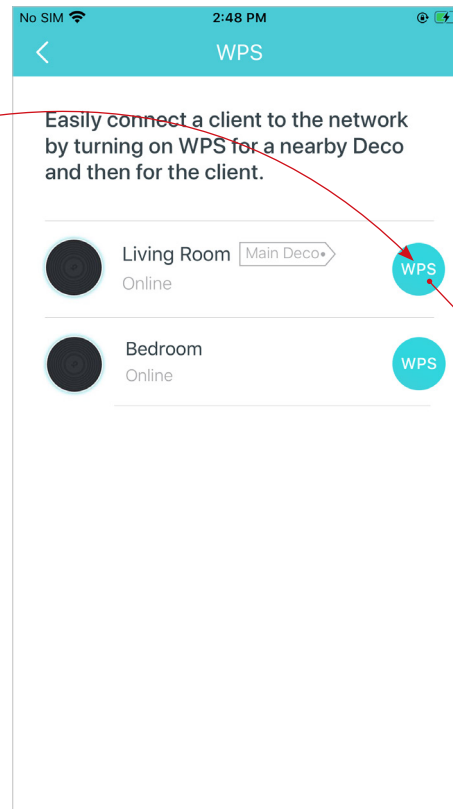 No SIM 2:48 PM
WPS
Easily connect a client to the network
by turning on WPS for a nearby Deco
and then for the client.
Living Room Main Deco
Online
WPS
Bedroom
Online
WPS